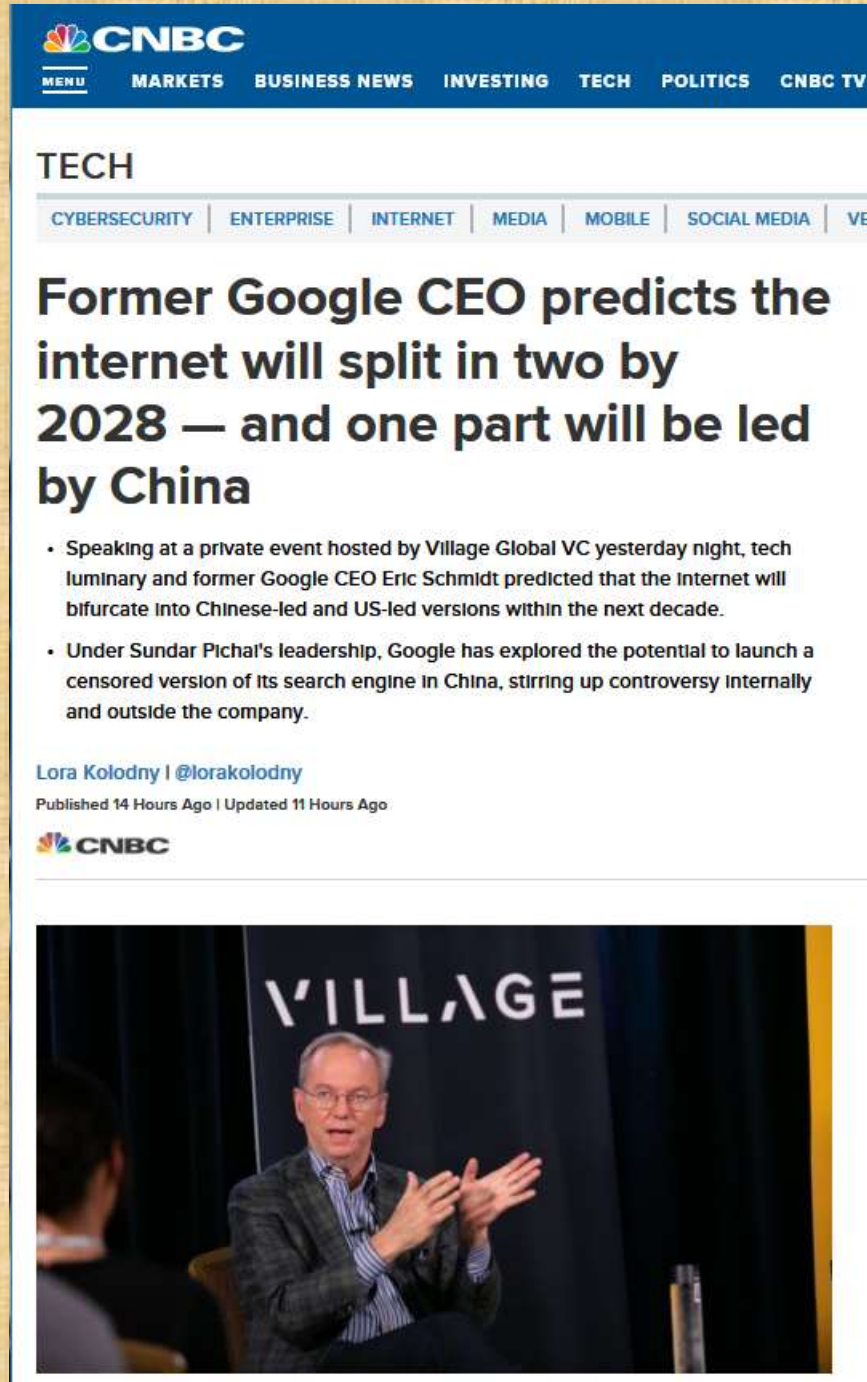 CNBC
MENU MARKETS BUSINESS NEWS INVESTING TECH POLITICS CNBC TV
TECH
CYBERSECURITY | ENTERPRISE | INTERNET | MEDIA | MOBILE | SOCIAL MEDIA | VE
Former Google CEO predicts the
internet will split in two by
2028 — and one part will be led
by China
• Speaking at a private event hosted by Village Global VC yesterday night, tech
luminary and former Google CEO Eric Schmidt predicted that the internet will
bifurcate into Chinese-led and US-led versions within the next decade.
• Under Sundar Pichai's leadership, Google has explored the potential to launch a
censored version of its search engine in China, stirring up controversy internally
and outside the company.
Lora Kolodny | @lorakolodny
Published 14 Hours Ago | Updated 11 Hours Ago
CNBC
VILLAGE